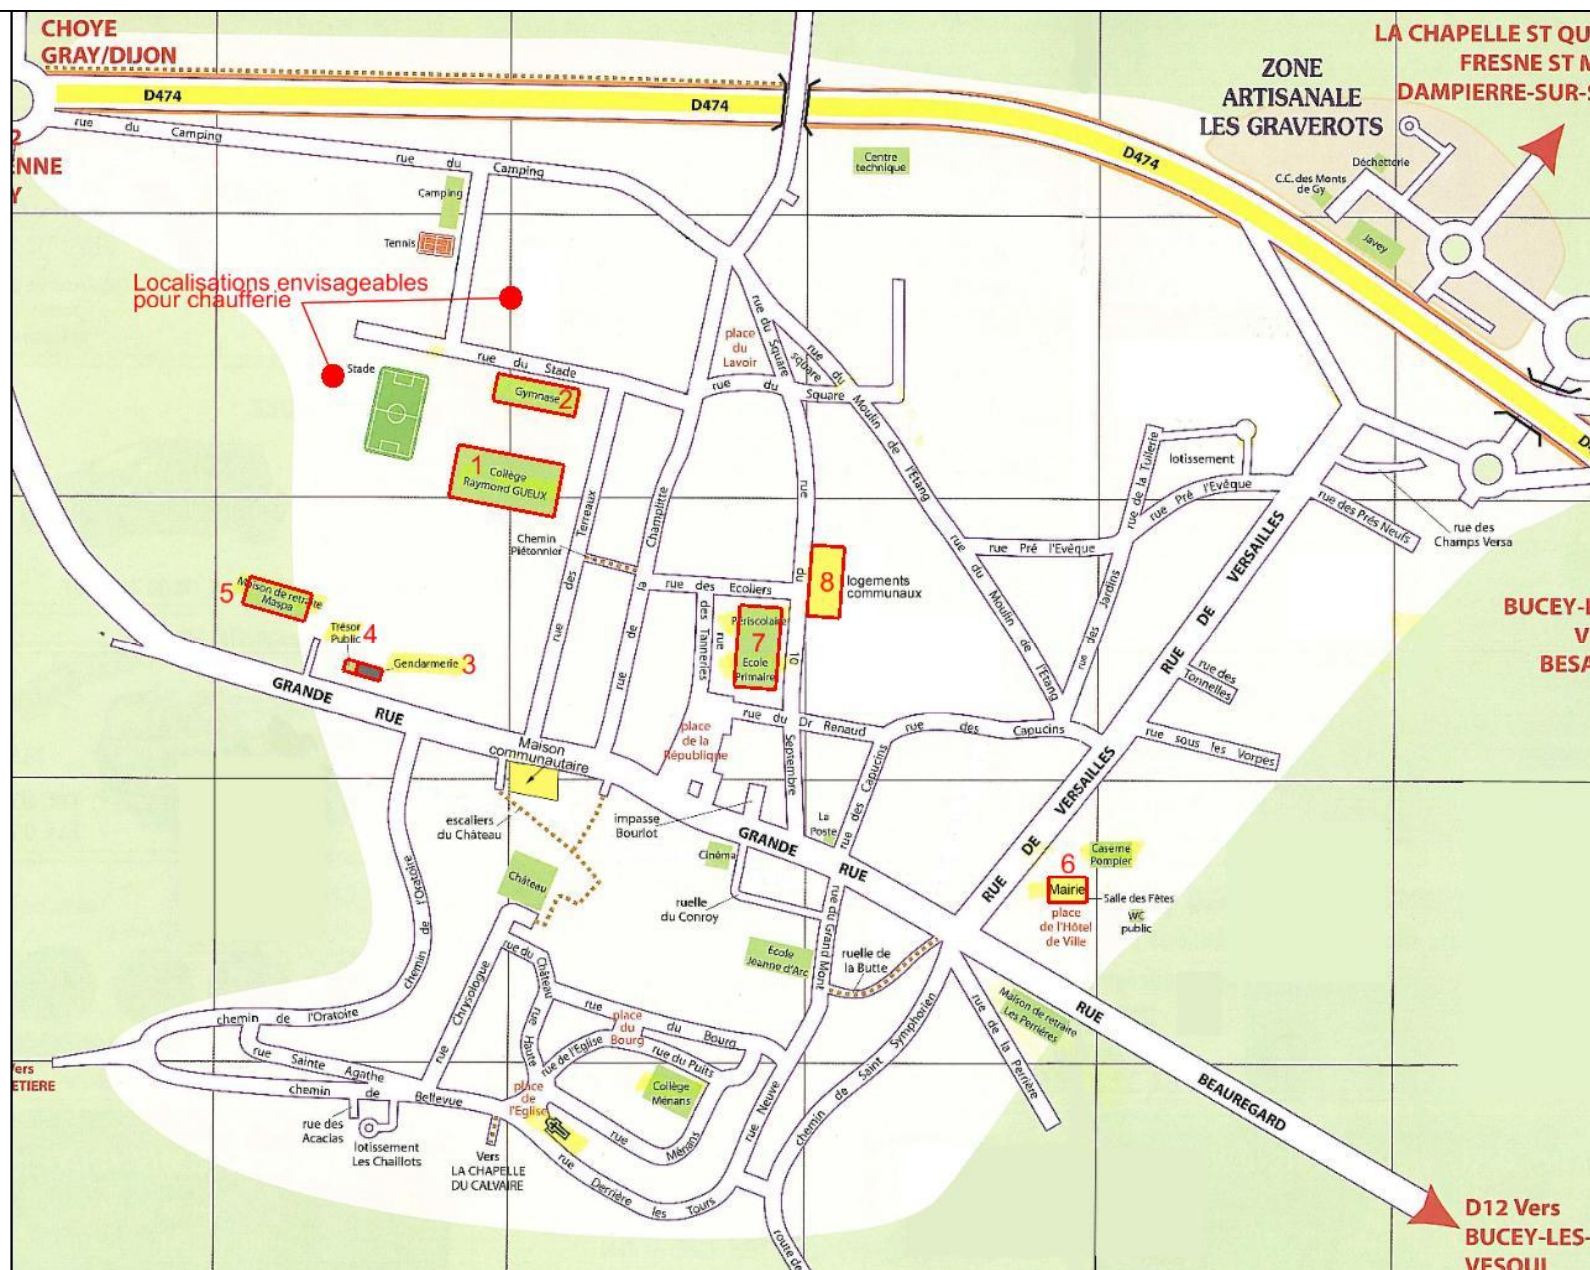 CHOYE
GRAY/DIJON
LA CHAPELLE ST QU
FRESNE ST M
DAMPIERRE-SUR-S
ZONE
ARTISANALE
LES GRAVEROTS
D474
D474
D474
rue du Camping
rue du Camping
2
ENNE
Y
Centre
technique
Déchetterie
C.C. des Monts
de Gy
Javey
Camping
Tennis
Localisations envisageables
pour chaufferie
Stade
rue du Stade
Gymnase 2
1
Collège
Raymond GUEUX
place
du
Lavoir
rue du Square
rue du
square
rue du Square
Moulin de l'Etang
rue du Moulin de l'Etang
rue des Terreaux
rue de la Champlitte
Chemin
Piétonnier
rue des Ecoliers
rue des Tanneries
rue du 10 Septembre
8
logements
communaux
Périscolaire
7
Ecole
Primaire
lotissement
rue de la Tuilerie
rue Pré l'Evêque
rue Pré l'Evêque
rue des Prés Neufs
rue des
Champs Versa
rue des Jardins
RUE DE VERSAILLES
RUE DE VERSAILLES
rue des
Tonnelles
rue sous les Vorpes
BUCEY-L
V
BESA
5
Maison de retraite
Maspa
Trésor
Public 4
Gendarmerie 3
GRANDE RUE
Maison
communautaire
place
de la
République
rue du Dr Renaud
rue des Capucins
rue des Capucins
escaliers
du Château
impasse
Bourlot
La
Poste
GRANDE RUE
Cinéma
ruelle
du Conroy
Château
chemin de l'Oratoire
6
Mairie
Caserne
Pompier
Salle des Fêtes
place
de l'Hôtel
de Ville
WC
public
Ecole
Jeanne d'Arc
rue du Grand Mont
ruelle de
la Butte
rue du Château
rue Chrysologue
rue Haute
rue du Bourg
place
du
Bourg
rue de l'Eglise
rue du Puits
Collège
Ménans
rue Ménans
chemin de l'Oratoire
rue Sainte Agathe
chemin de Bellevue
ers
ETIERE
rue des
Acacias
lotissement
Les Chaillots
place
de
l'Eglise
Vers
LA CHAPELLE
DU CALVAIRE
rue Derrière les Tours
rue Neuve
chemin de Saint Symphorien
rue de la Perrière
Maison de retraite
Les Perrières
RUE BEAUREGARD
route de
D12 Vers
BUCEY-LES-
VESOUL